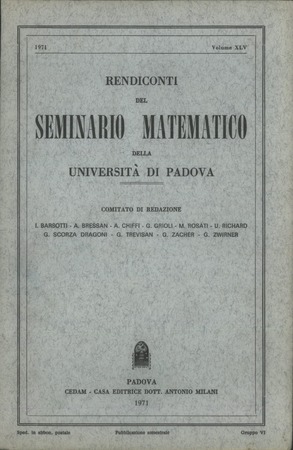 1971 Volume XLV
RENDICONTI
DEL
SEMINARIO MATEMATICO
DELLA
UNIVERSITÀ DI PADOVA
COMITATO DI REDAZIONE
I. BARSOTTI - A. BRESSAN - A. CHIFFI - G. GRIOLI - M. ROSATI - U. RICHARD
G. SCORZA DRAGONI - G. TREVISAN - G. ZACHER - G. ZWIRNER
PADOVA
CEDAM - CASA EDITRICE DOTT. ANTONIO MILANI
1971
Sped. in abbon. postale Pubblicazione semestrale Gruppo VI